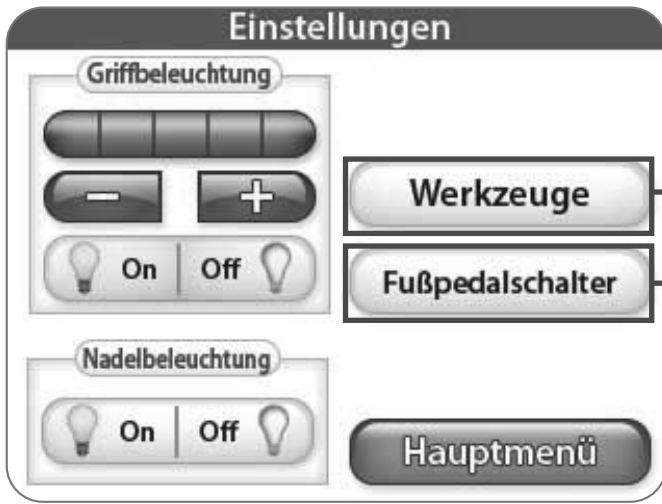 Einstellungen
Griffbeleuchtung
− +
On | Off
Werkzeuge
Fußpedalschalter
Nadelbeleuchtung
On | Off
Hauptmenü